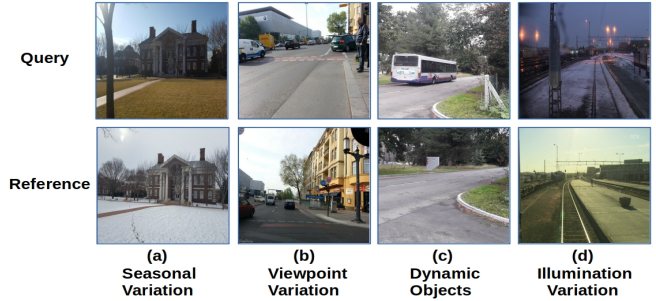 Query
Reference
(a) (b) (c) (d)
Seasonal Viewpoint Dynamic Illumination
Variation Variation Objects Variation